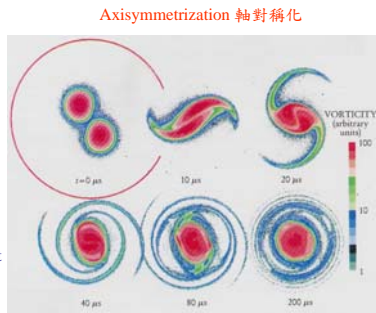 Axisymmetrization 軸對稱化
t=0 μs
10 μs
20 μs
VORTICITY
(arbitrary
units)
100
10
1
40 μs
80 μs
200 μs